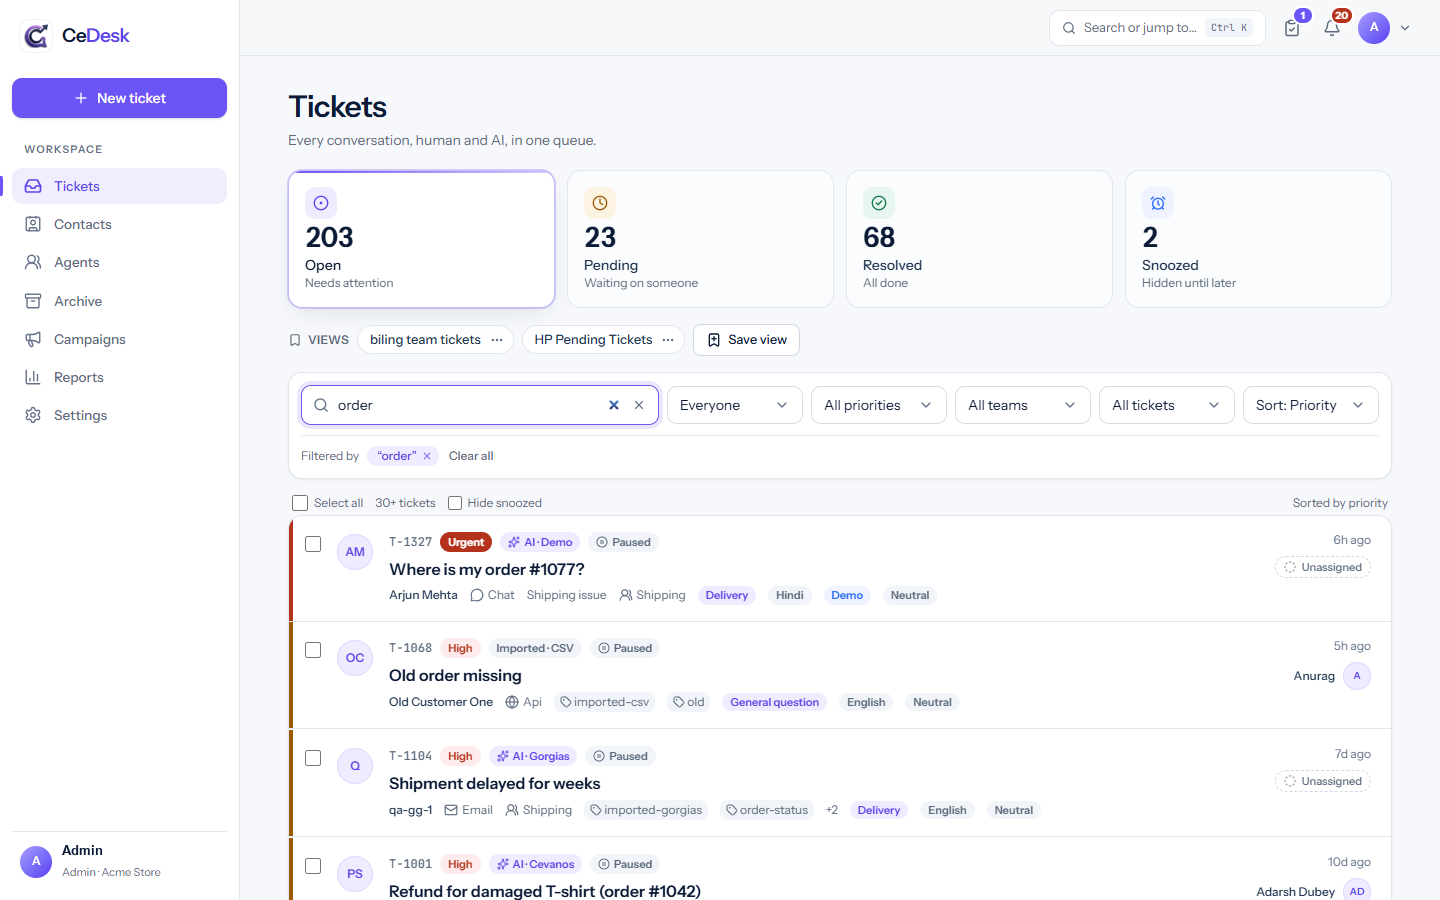 CeDesk
Search or jump to... Ctrl K
1
20
A
New ticket
WORKSPACE
Tickets
Contacts
Agents
Archive
Campaigns
Reports
Settings
A
Admin
Admin · Acme Store
Tickets
Every conversation, human and AI, in one queue.
203
Open
Needs attention
23
Pending
Waiting on someone
68
Resolved
All done
2
Snoozed
Hidden until later
VIEWS biling team tickets ··· HP Pending Tickets ··· Save view
order Everyone All priorities All teams All tickets Sort: Priority
Filtered by “order” × Clear all
Select all 30+ tickets Hide snoozed Sorted by priority
AM
T-1327 Urgent AI · Demo Paused 6h ago
Where is my order #1077? Unassigned
Arjun Mehta Chat Shipping issue Shipping Delivery Hindi Demo Neutral
OC
T-1068 High Imported · CSV Paused 5h ago
Old order missing Anurag A
Old Customer One Api imported-csv old General question English Neutral
Q
T-1104 High AI · Gorgias Paused 7d ago
Shipment delayed for weeks Unassigned
qa-gg-1 Email Shipping imported-gorgias order-status +2 Delivery English Neutral
PS
T-1001 High AI · Cevanos Paused 10d ago
Refund for damaged T-shirt (order #1042) Adarsh Dubey AD